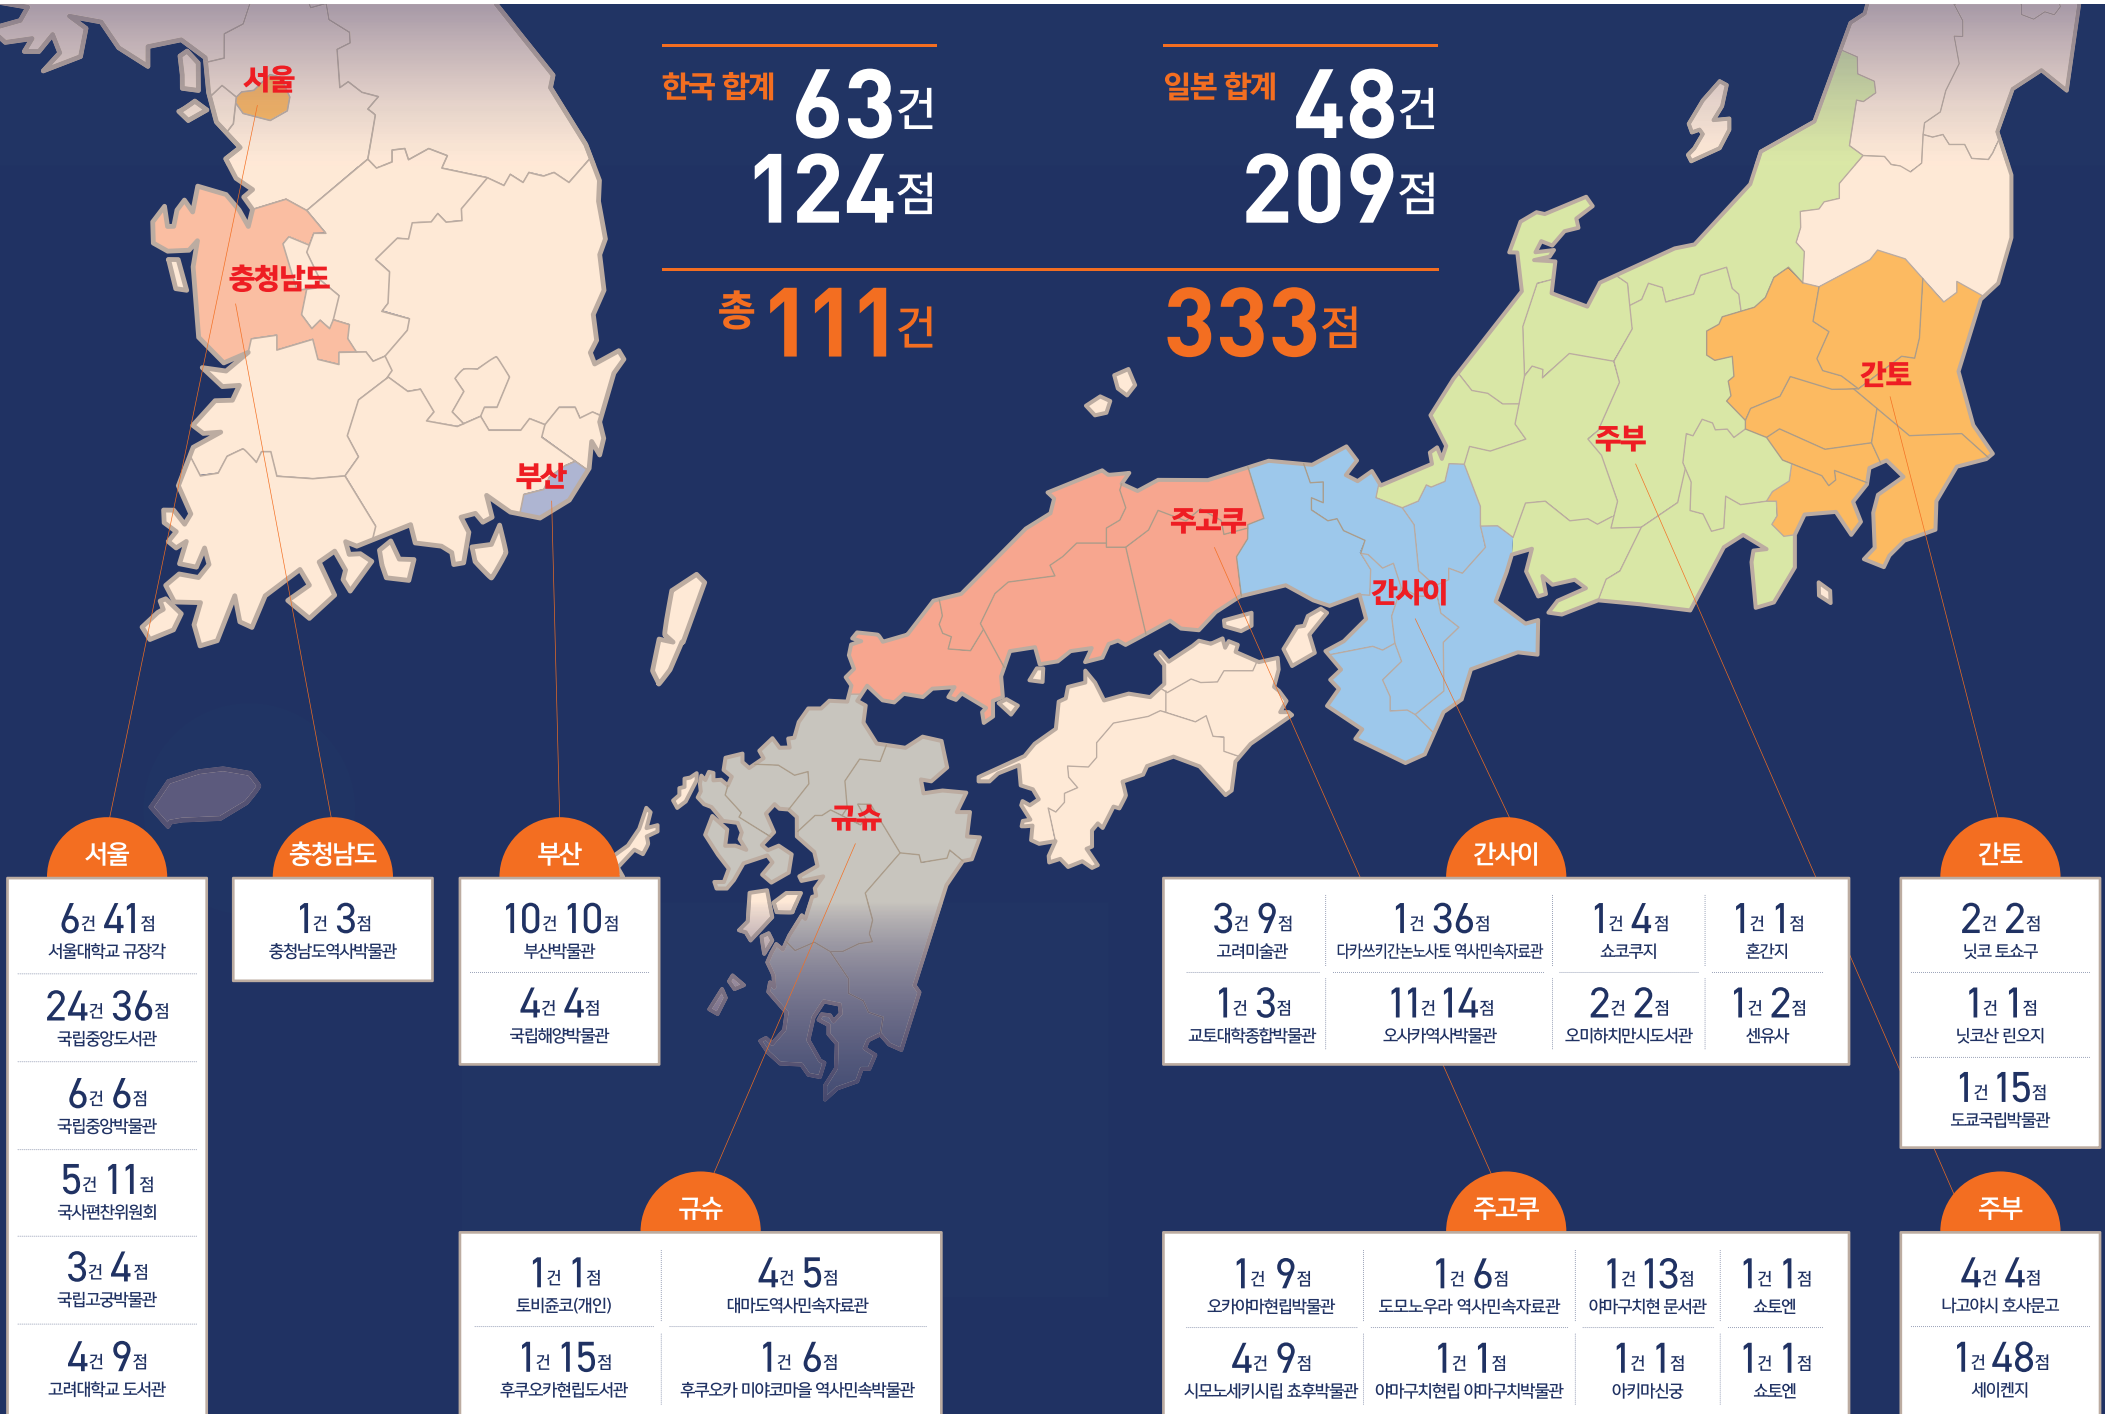 서울
충청남도
부산
한국 합계 63건
124점
일본 합계 48건
209점
총 111건 333점
간토
주부
주고쿠
간사이
규슈
서울
6건 41점
서울대학교 규장각
24건 36점
국립중앙도서관
6건 6점
국립중앙박물관
5건 11점
국사편찬위원회
3건 4점
국립고궁박물관
4건 9점
고려대학교 도서관
충청남도
1건 3점
충청남도역사박물관
부산
10건 10점
부산박물관
4건 4점
국립해양박물관
간사이
3건 9점
고려미술관
1건 36점
다카쓰키간논노사토 역사민속자료관
1건 4점
쇼코쿠지
1건 1점
혼간지
1건 3점
교토대학종합박물관
11건 14점
오사카역사박물관
2건 2점
오미하치만시도서관
1건 2점
센유사
간토
2건 2점
닛코 토쇼구
1건 1점
닛코산 린오지
1건 15점
도쿄국립박물관
규슈
1건 1점
토비쥰코(개인)
4건 5점
대마도역사민속자료관
1건 15점
후쿠오카현립도서관
1건 6점
후쿠오카 미야코마을 역사민속박물관
주고쿠
1건 9점
오카야마현립박물관
1건 6점
도모노우라 역사민속자료관
1건 13점
야마구치현 문서관
1건 1점
쇼토엔
4건 9점
시모노세키시립 쵸후박물관
1건 1점
야마구치현립 야마구치박물관
1건 1점
아키마신궁
1건 1점
쇼토엔
주부
4건 4점
나고야시 호사문고
1건 48점
세이켄지